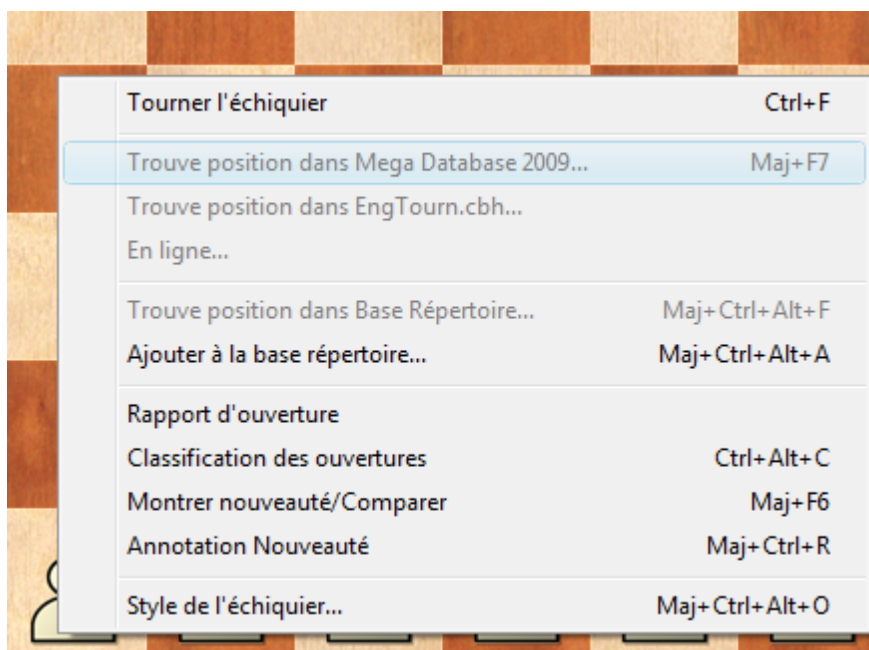 Tourner l'échiquier Ctrl+F
Trouve position dans Mega Database 2009... Maj+F7
Trouve position dans EngTourn.cbh...
En ligne...
Trouve position dans Base Répertoire... Maj+Ctrl+Alt+F
Ajouter à la base répertoire... Maj+Ctrl+Alt+A
Rapport d'ouverture
Classification des ouvertures Ctrl+Alt+C
Montrer nouveauté/Comparer Maj+F6
Annotation Nouveauté Maj+Ctrl+R
Style de l'échiquier... Maj+Ctrl+Alt+O